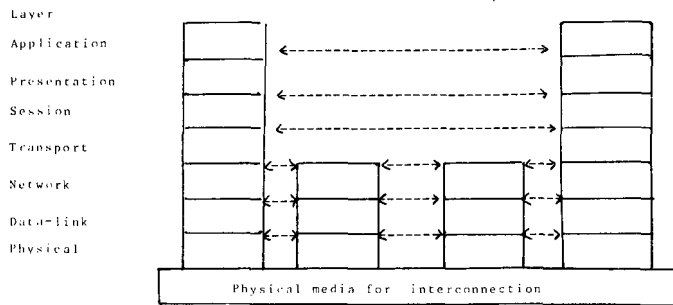 Layer
Application
Presentation
Session
Transport
Network
Data-link
Physical
Physical media for interconnection